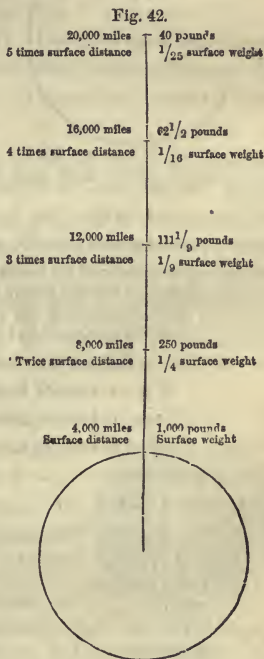 Fig. 42.
20,000 miles 40 pounds
5 times surface distance 1/25 surface weight
16,000 miles 62 1/2 pounds
4 times surface distance 1/16 surface weight
12,000 miles 111 1/9 pounds
3 times surface distance 1/9 surface weight
8,000 miles 250 pounds
Twice surface distance 1/4 surface weight
4,000 miles 1,000 pounds
Surface distance Surface weight